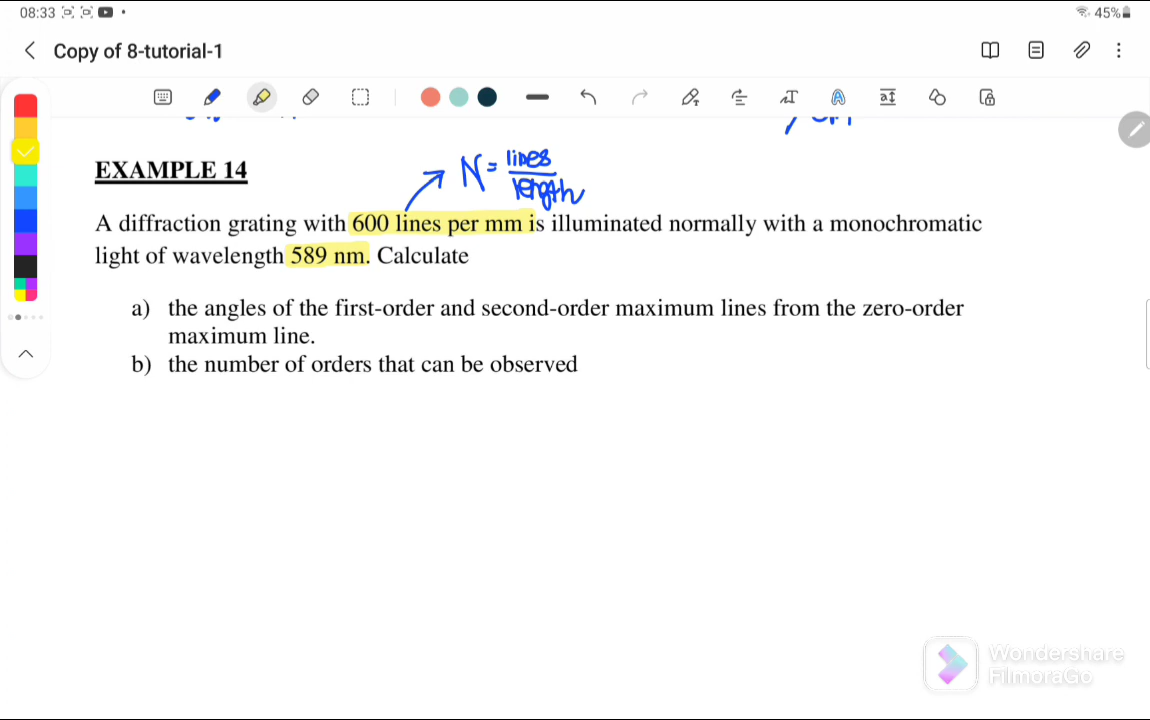 08:33
45%
Copy of 8-tutorial-1
EXAMPLE 14
N = lines
length
A diffraction grating with 600 lines per mm is illuminated normally with a monochromatic
light of wavelength 589 nm. Calculate
a) the angles of the first-order and second-order maximum lines from the zero-order
maximum line.
b) the number of orders that can be observed
Wondershare
FilmoraGo